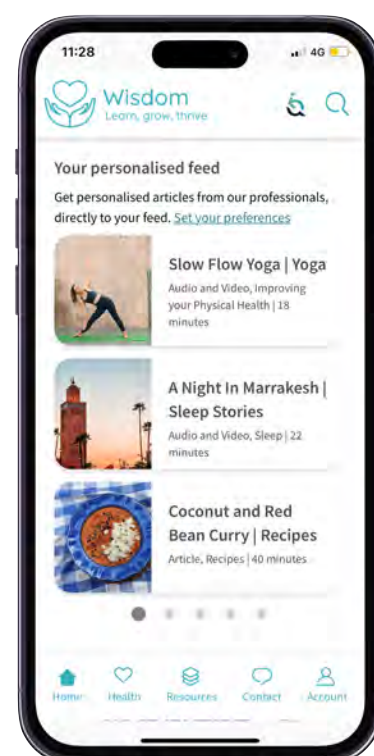 11:28
4G
Wisdom
Learn, grow, thrive
Your personalised feed
Get personalised articles from our professionals,
directly to your feed. Set your preferences
Slow Flow Yoga | Yoga
Audio and Video, Improving
your Physical Health | 18
minutes
A Night In Marrakesh |
Sleep Stories
Audio and Video, Sleep | 22
minutes
Coconut and Red
Bean Curry | Recipes
Article, Recipes | 40 minutes
Home Health Resources Contact Account